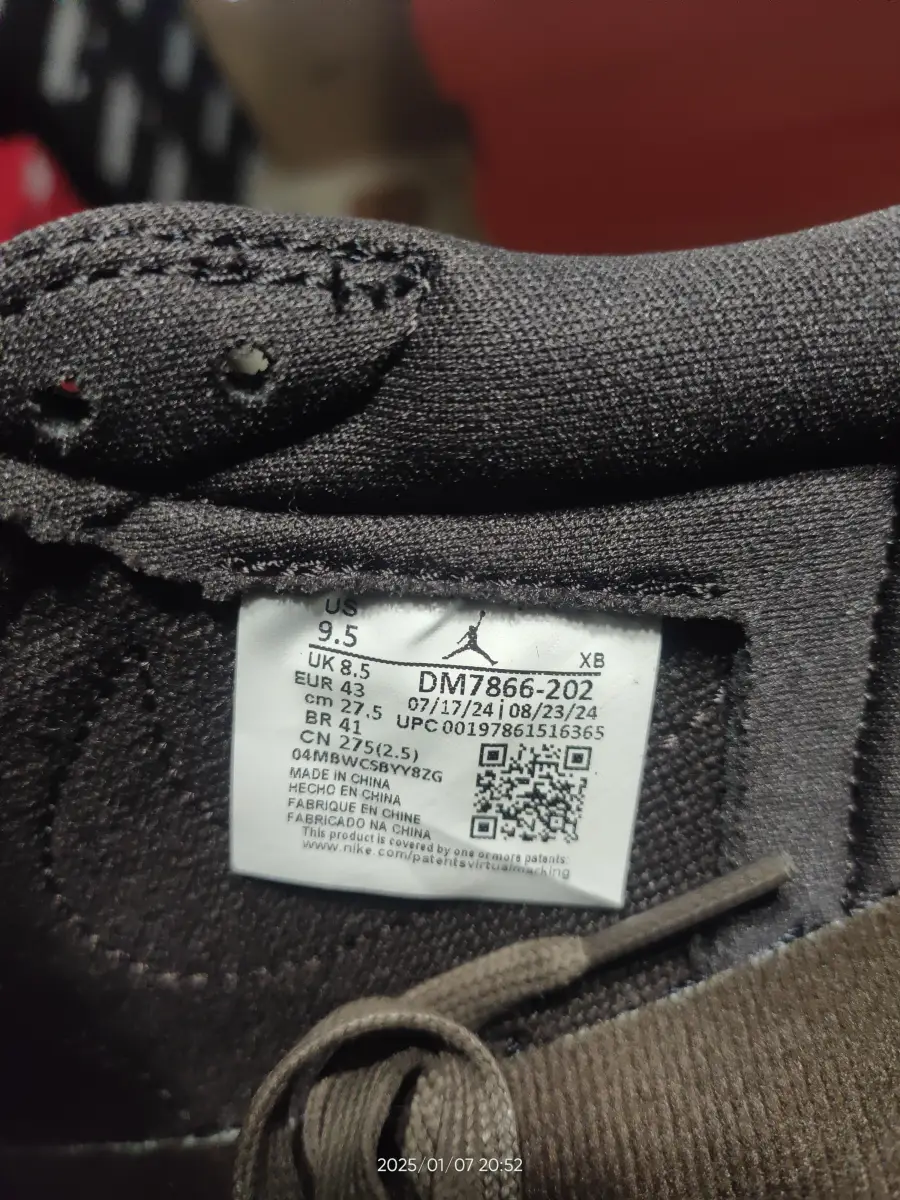 US
9.5
XB
UK 8.5
DM7866-202
EUR 43
07/17/24 | 08/23/24
cm 27.5
UPC 00197861516365
BR 41
CN 275(2.5)
04MBWCSBYY8ZG
MADE IN CHINA
HECHO EN CHINA
FABRIQUE EN CHINE
FABRICADO NA CHINA
This product is covered by one or more patents:
www.nike.com/patentsvirtualmarking
2025/01/07 20:52